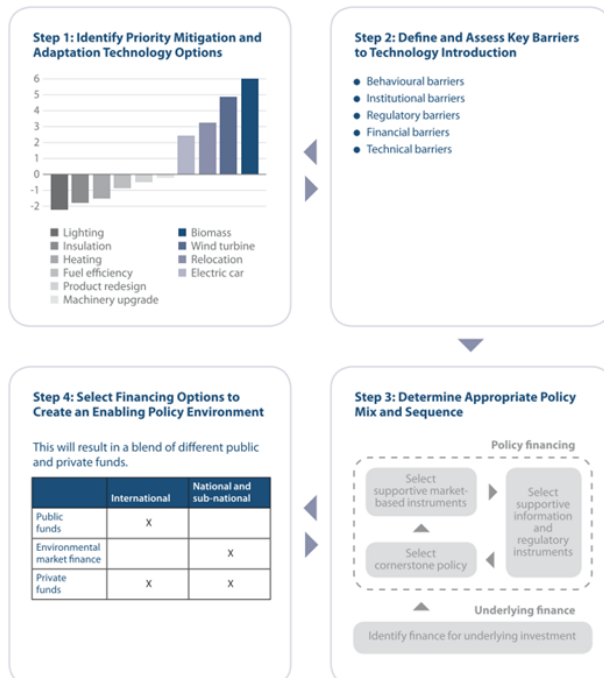 Step 1: Identify Priority Mitigation and
Adaptation Technology Options
6
5
4
3
2
1
0
-1
-2
Lighting
Insulation
Heating
Fuel efficiency
Product redesign
Machinery upgrade
Biomass
Wind turbine
Relocation
Electric car
Step 2: Define and Assess Key Barriers
to Technology Introduction
Behavioural barriers
Institutional barriers
Regulatory barriers
Financial barriers
Technical barriers
Step 4: Select Financing Options to
Create an Enabling Policy Environment
This will result in a blend of different public
and private funds.
International
National and
sub-national
Public
funds
X
Environmental
market finance
X
Private
funds
X
X
Step 3: Determine Appropriate Policy
Mix and Sequence
Policy financing
Select
supportive market-
based instruments
Select
supportive
information
and
regulatory
instruments
Select
cornerstone policy
Underlying finance
Identify finance for underlying investment